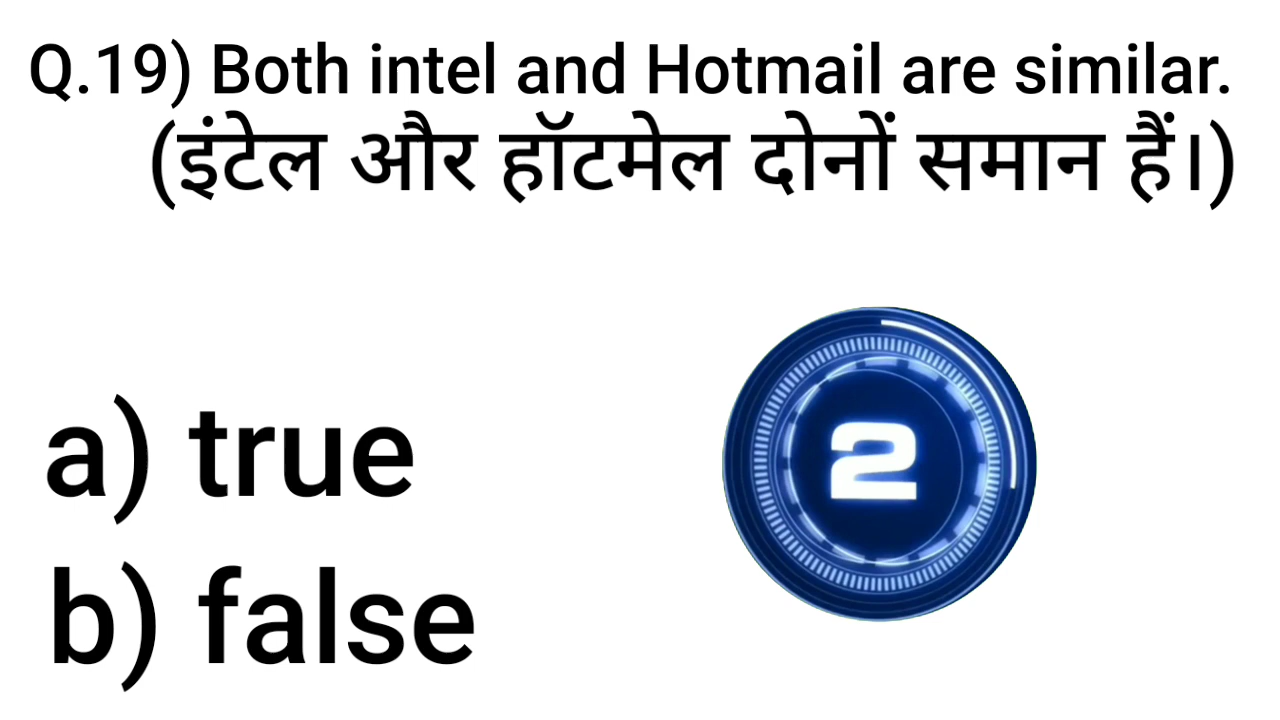 Q.19) Both intel and Hotmail are similar.
(इंटेल और हॉटमेल दोनों समान हैं।)
a) true
2
b) false